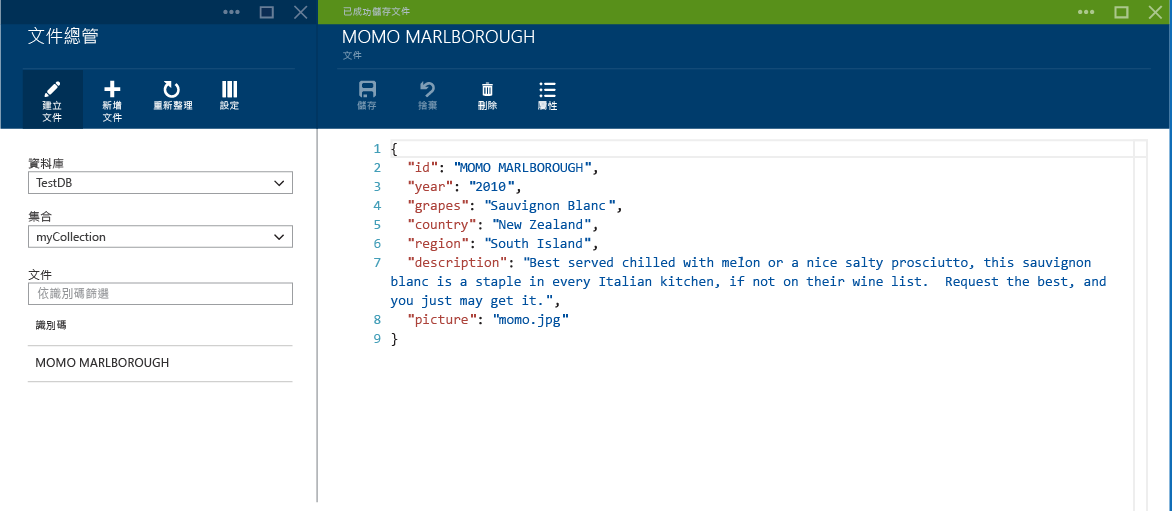 已成功儲存文件
文件總管
MOMO MARLBOROUGH
文件
建立
文件
新增
文件
重新整理
設定
儲存
捨棄
刪除
屬性
資料庫
TestDB
集合
myCollection
文件
依識別碼篩選
識別碼
MOMO MARLBOROUGH
1 {
2 "id": "MOMO MARLBOROUGH",
3 "year": "2010",
4 "grapes": "Sauvignon Blanc",
5 "country": "New Zealand",
6 "region": "South Island",
7 "description": "Best served chilled with melon or a nice salty prosciutto, this sauvignon
blanc is a staple in every Italian kitchen, if not on their wine list.  Request the best, and
you just may get it.",
8 "picture": "momo.jpg"
9 }